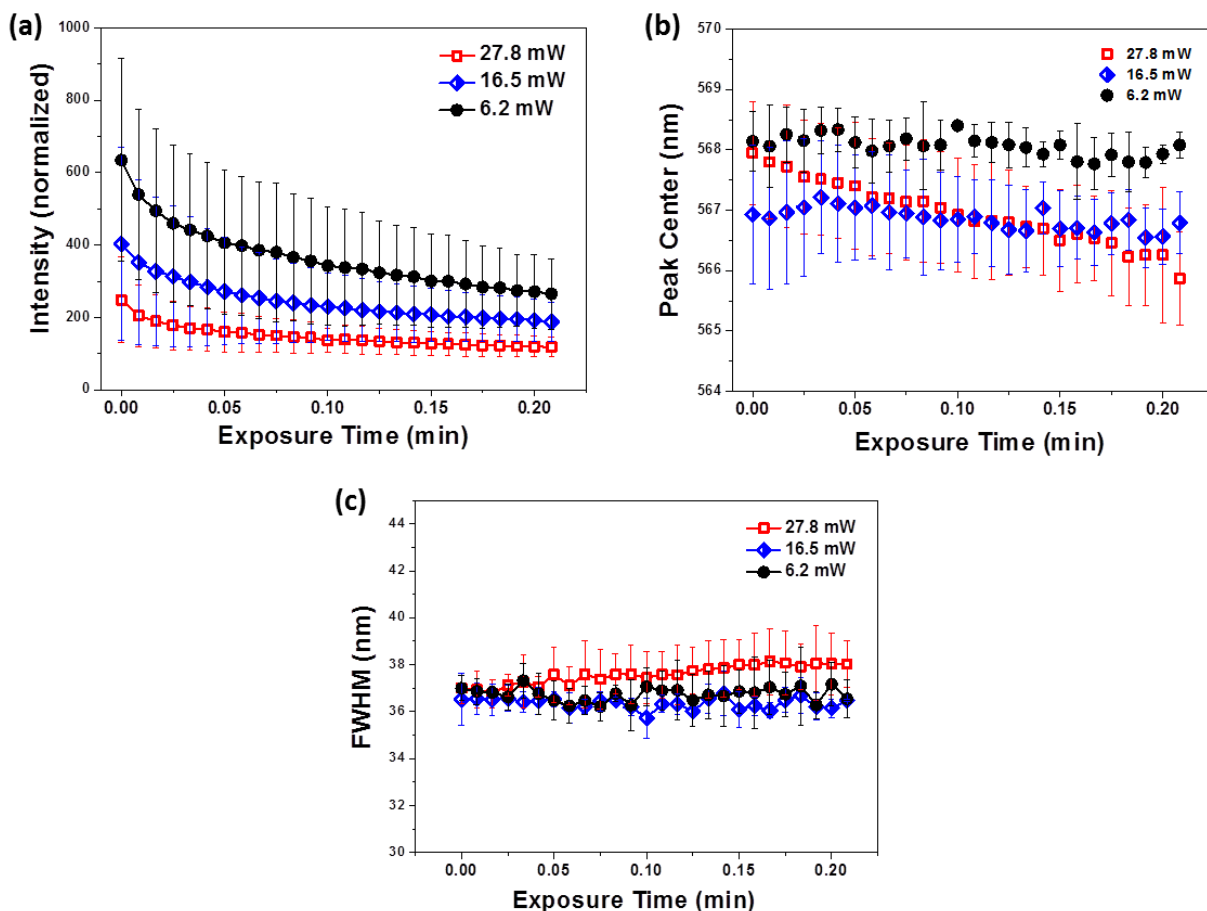 (a)
Intensity (normalized)
1000
800
600
400
200
0
27.8 mW
16.5 mW
6.2 mW
0.00 0.05 0.10 0.15 0.20
Exposure Time (min)
(b)
Peak Center (nm)
570
569
568
567
566
565
564
27.8 mW
16.5 mW
6.2 mW
0.00 0.05 0.10 0.15 0.20
Exposure Time (min)
(c)
FWHM (nm)
44
42
40
38
36
34
32
30
27.8 mW
16.5 mW
6.2 mW
0.00 0.05 0.10 0.15 0.20
Exposure Time (min)